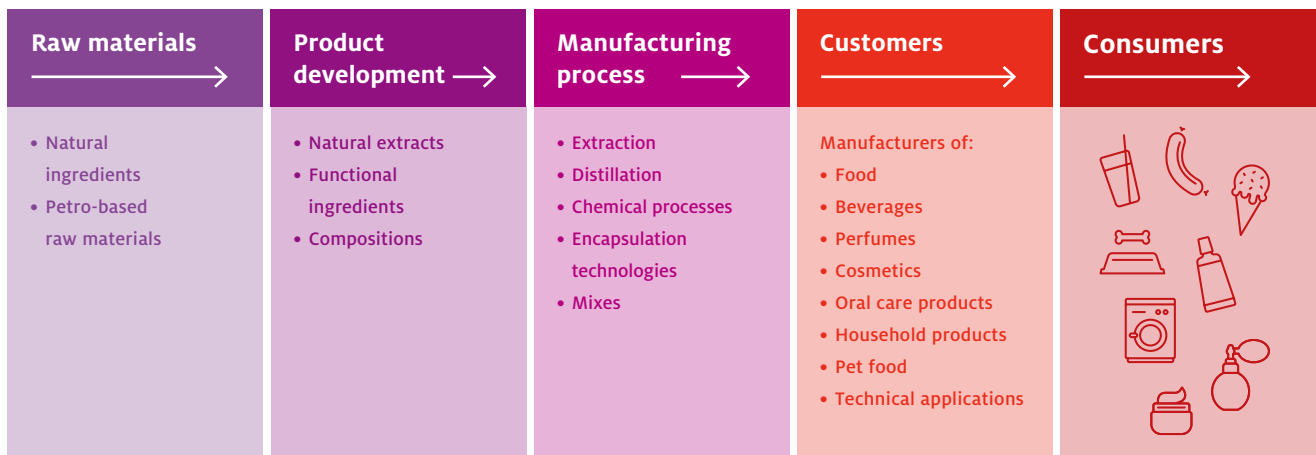 Raw materials
• Natural
ingredients
• Petro-based
raw materials
Product
development
• Natural extracts
• Functional
ingredients
• Compositions
Manufacturing
process
• Extraction
• Distillation
• Chemical processes
• Encapsulation
technologies
• Mixes
Customers
Manufacturers of:
• Food
• Beverages
• Perfumes
• Cosmetics
• Oral care products
• Household products
• Pet food
• Technical applications
Consumers